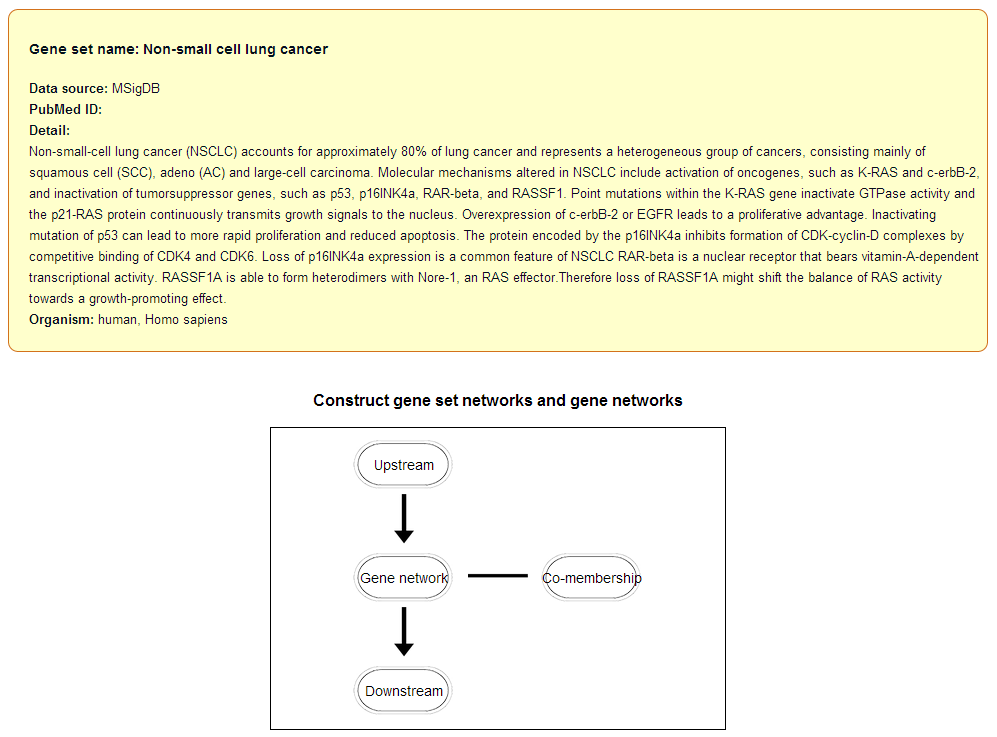 Gene set name: Non-small cell lung cancer
Data source: MSigDB
PubMed ID:
Detail:
Non-small-cell lung cancer (NSCLC) accounts for approximately 80% of lung cancer and represents a heterogeneous group of cancers, consisting mainly of
squamous cell (SCC), adeno (AC) and large-cell carcinoma. Molecular mechanisms altered in NSCLC include activation of oncogenes, such as K-RAS and c-erbB-2,
and inactivation of tumorsuppressor genes, such as p53, p16INK4a, RAR-beta, and RASSF1. Point mutations within the K-RAS gene inactivate GTPase activity and
the p21-RAS protein continuously transmits growth signals to the nucleus. Overexpression of c-erbB-2 or EGFR leads to a proliferative advantage. Inactivating
mutation of p53 can lead to more rapid proliferation and reduced apoptosis. The protein encoded by the p16INK4a inhibits formation of CDK-cyclin-D complexes by
competitive binding of CDK4 and CDK6. Loss of p16INK4a expression is a common feature of NSCLC RAR-beta is a nuclear receptor that bears vitamin-A-dependent
transcriptional activity. RASSF1A is able to form heterodimers with Nore-1, an RAS effector.Therefore loss of RASSF1A might shift the balance of RAS activity
towards a growth-promoting effect.
Organism: human, Homo sapiens
Construct gene set networks and gene networks
Upstream
Gene network
Co-membership
Downstream